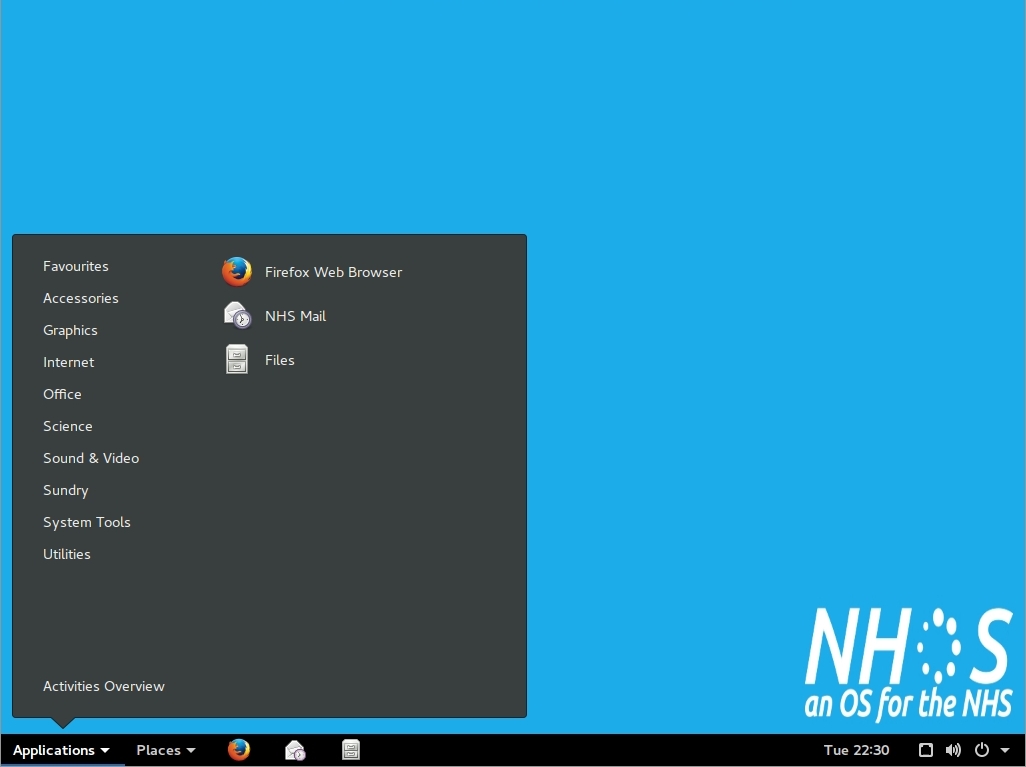 Favourites
Accessories
Graphics
Internet
Office
Science
Sound & Video
Sundry
System Tools
Utilities
Activities Overview
Firefox Web Browser
NHS Mail
Files
NHoS
an OS for the NHS
Applications
Places
Tue 22:30